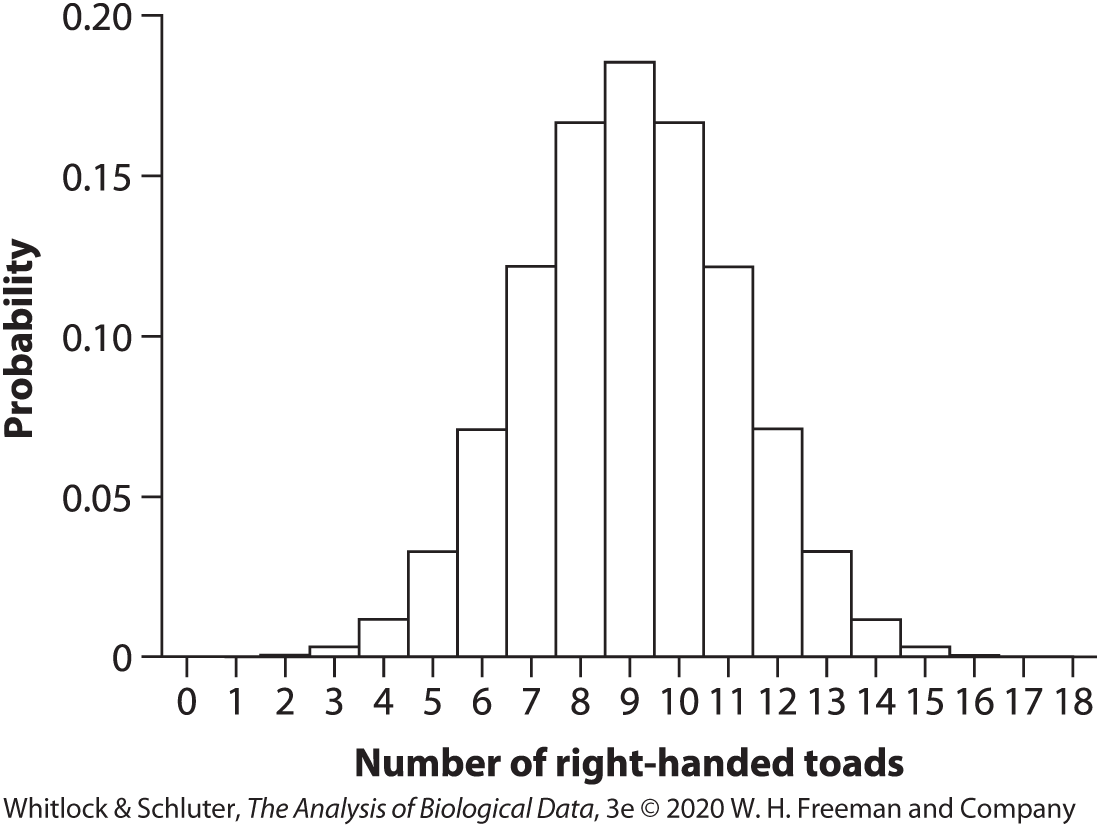 0.20
0.15
0.10
0.05
0
Probability
0 1 2 3 4 5 6 7 8 9 10 11 12 13 14 15 16 17 18
Number of right-handed toads
Whitlock & Schluter, The Analysis of Biological Data, 3e © 2020 W. H. Freeman and Company